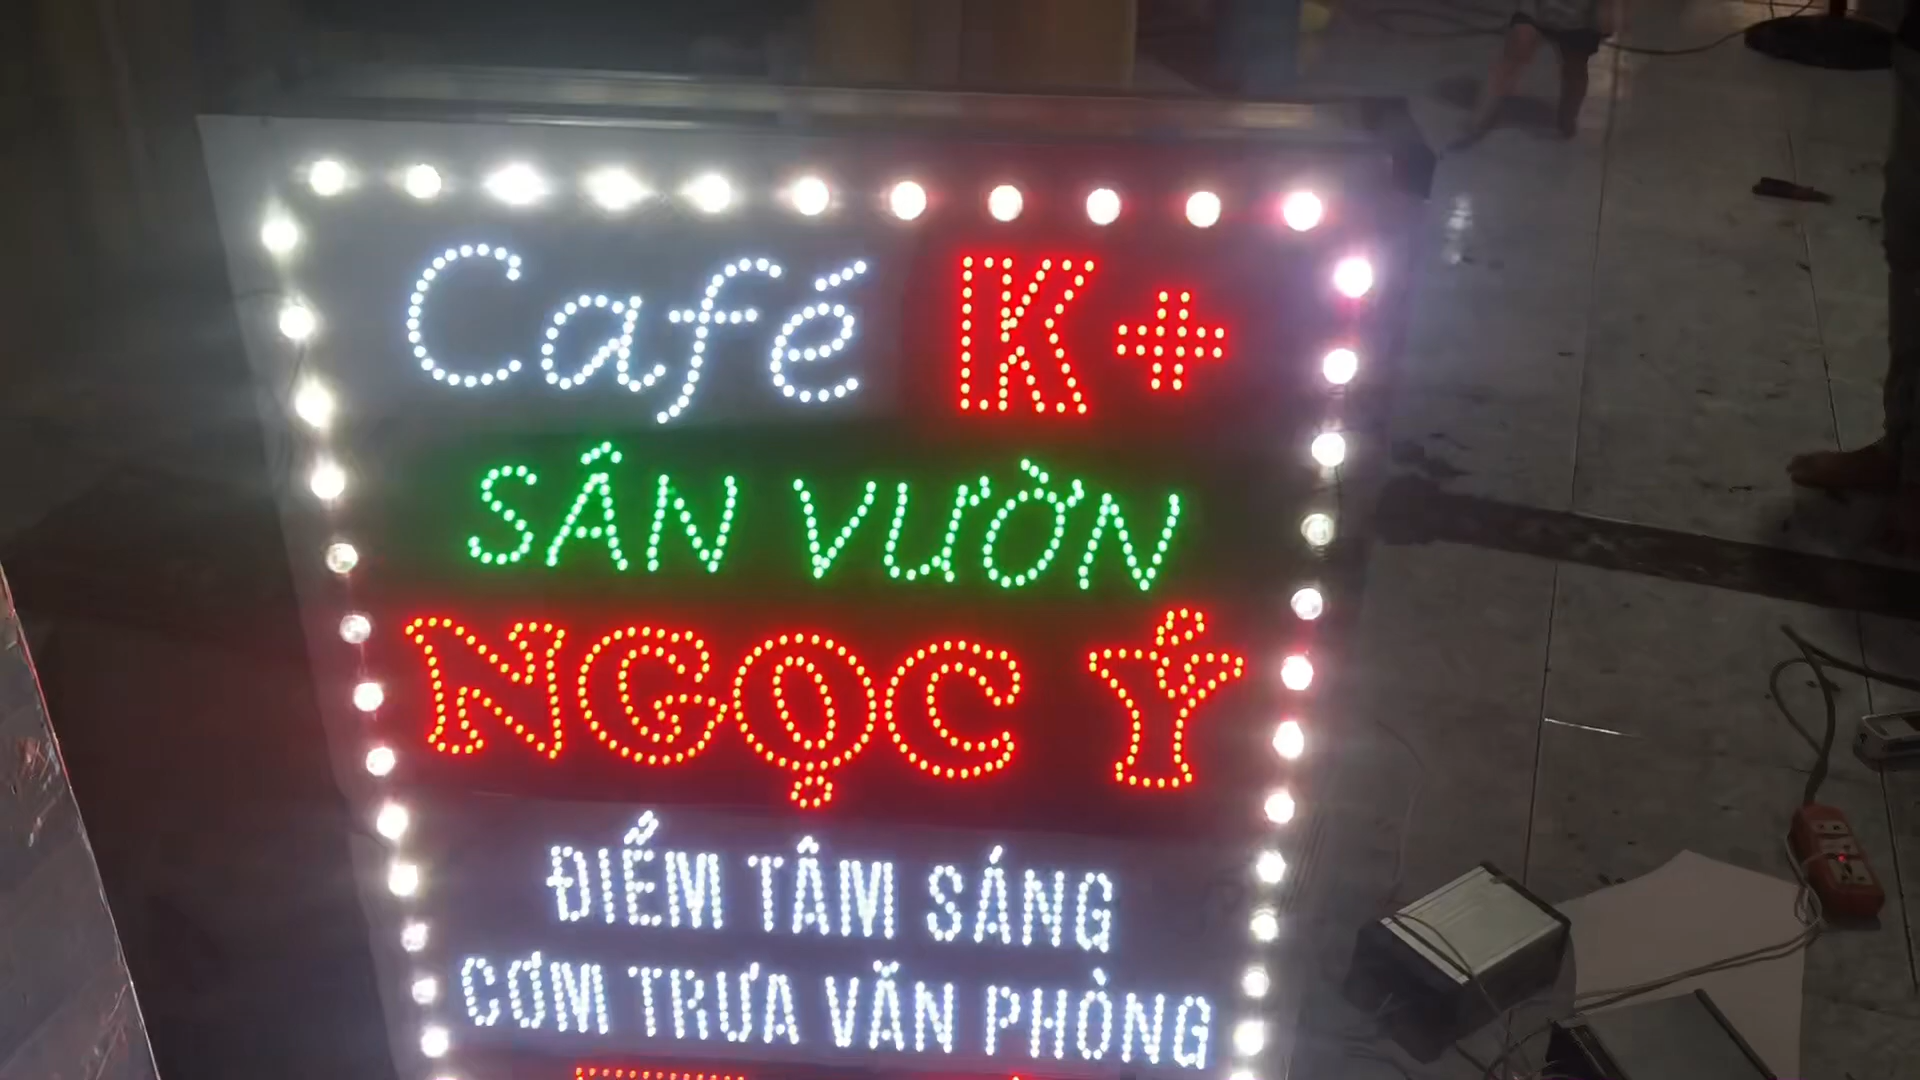 Café K+
SÂN VƯỜN
NGỌC Ý
ĐIỂM TÂM SÁNG
CƠM TRƯA VĂN PHÒNG